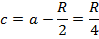 c = a − R/2 = R/4